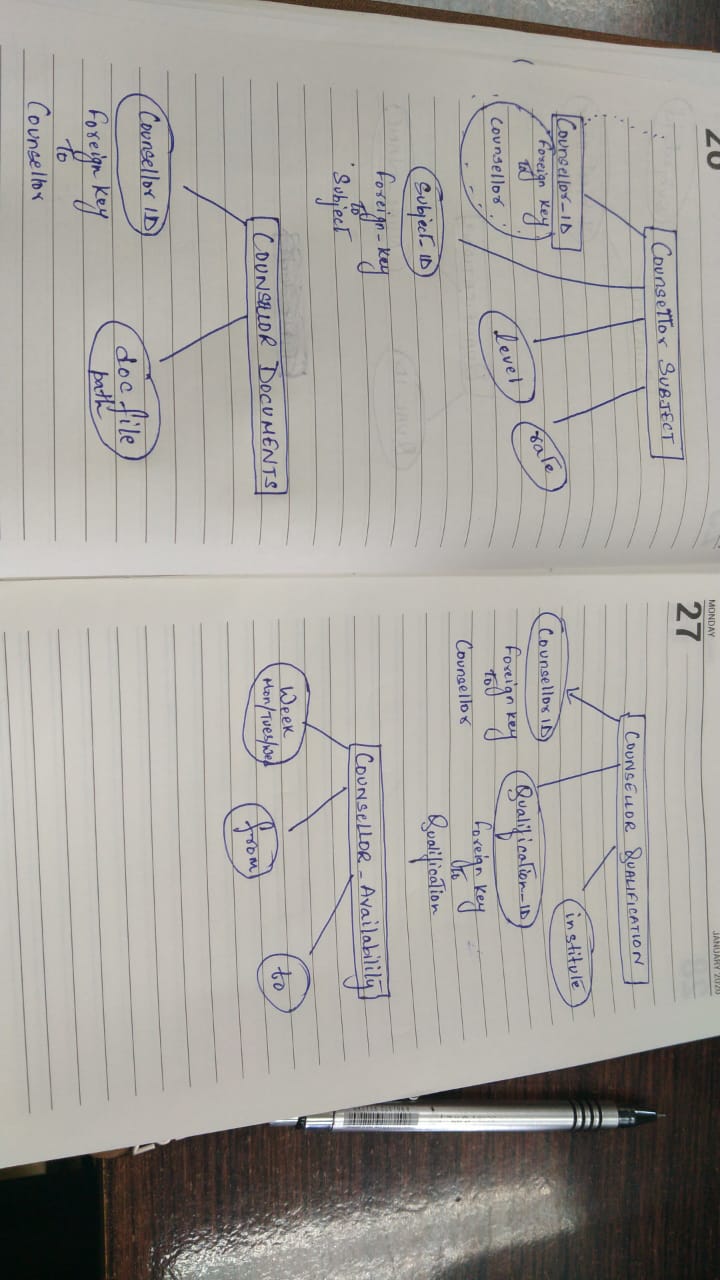 26
Counsellor SUBJECT
Counsellor-ID
foreign key
to
Counsellor
level
rate
Subject-ID
foreign-key
to
Subject
COUNSELLOR DOCUMENTS
Counsellor ID
foreign key
to
Counsellor
doc file
path
MONDAY
JANUARY 2020
27
COUNSELLOR QUALIFICATION
institute
Counsellor ID
foreign key
to
Counsellor
Qualification-ID
foreign key
to
Qualification
COUNSELLOR-Availability
Week
Mon/Tues/Wed
from
to